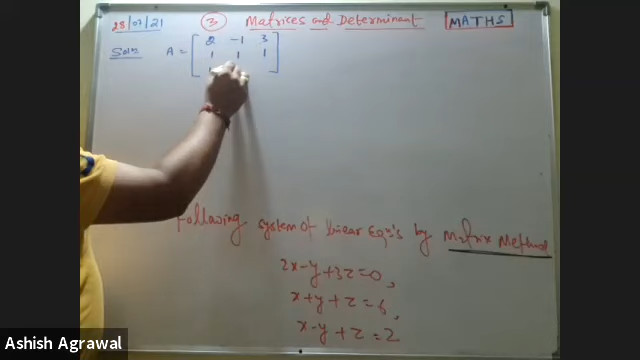 28/07/21 3 Matrices and Determinant MATHS
Solⁿ A = [ 2 -1 3
1 1 1
1
Following system of linear Eqn's by Matrix Method
2x-y+3z=0,
x+y+z=6,
x-y+z=2
Ashish Agrawal